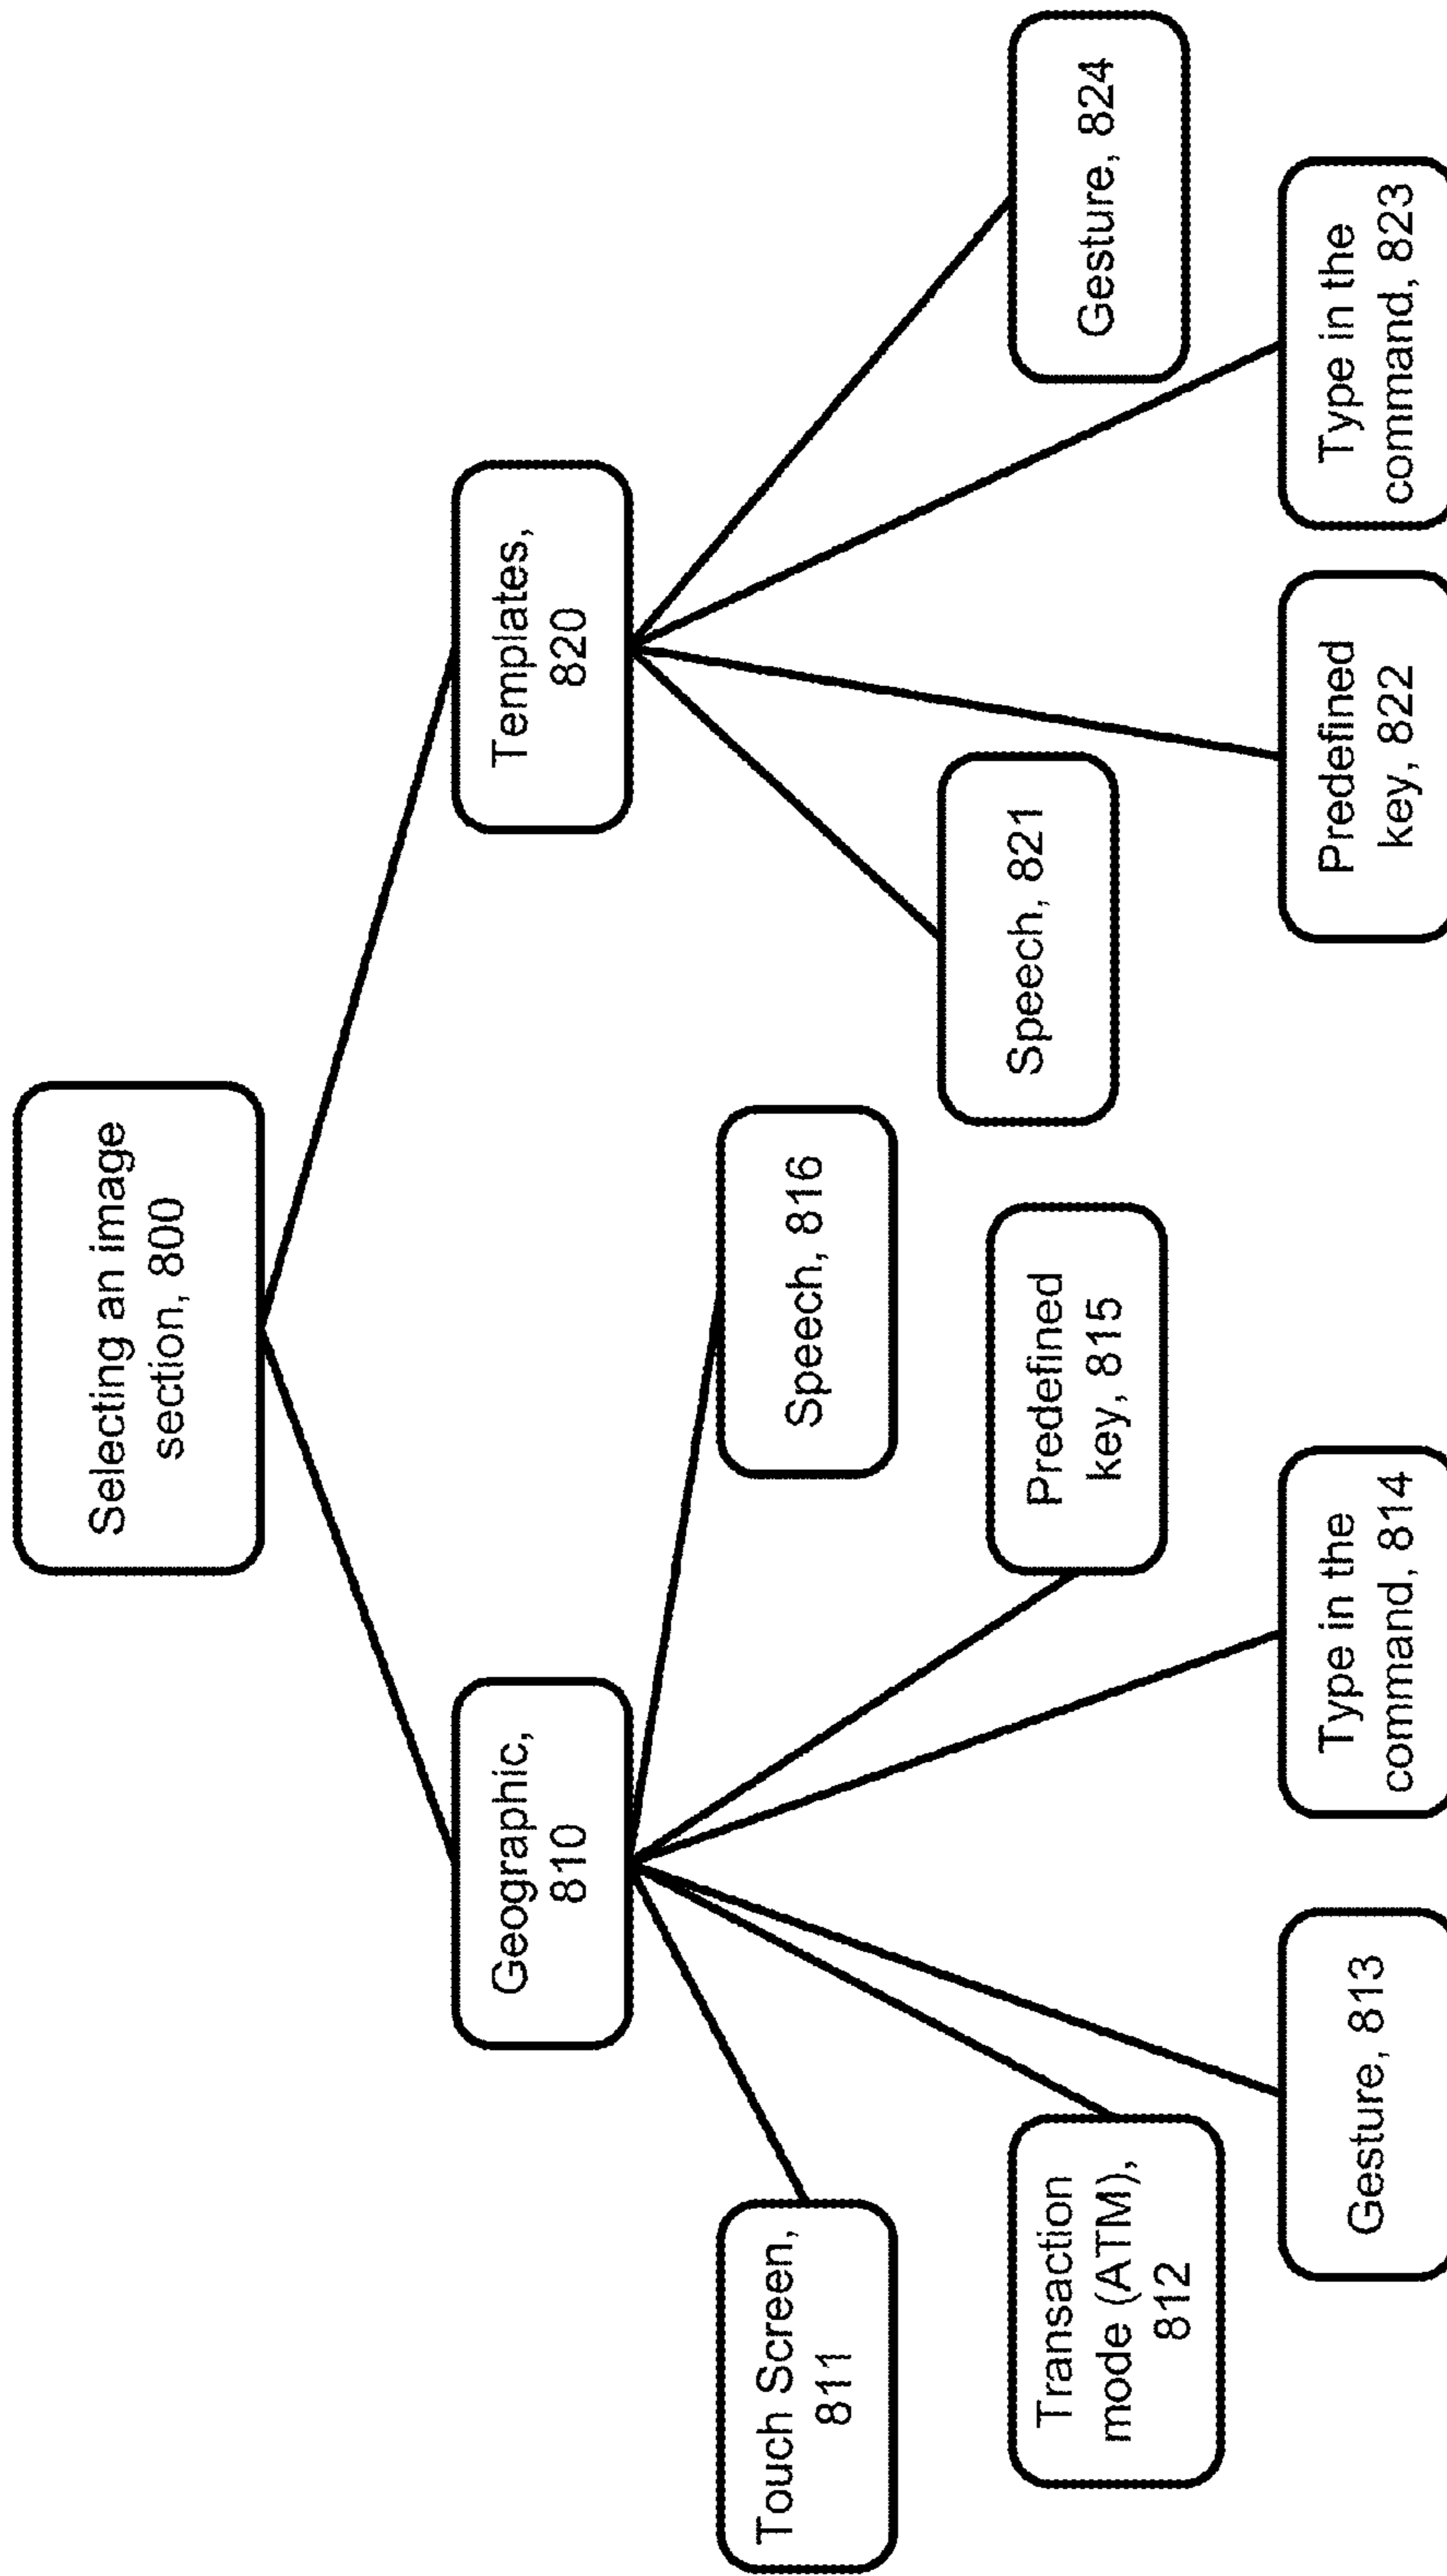 Selecting an image
section, 800
Geographic,
810
Templates,
820
Touch Screen,
811
Transaction
mode (ATM),
812
Gesture, 813
Type in the
command, 814
Predefined
key, 815
Speech, 816
Speech, 821
Predefined
key, 822
Type in the
command, 823
Gesture, 824